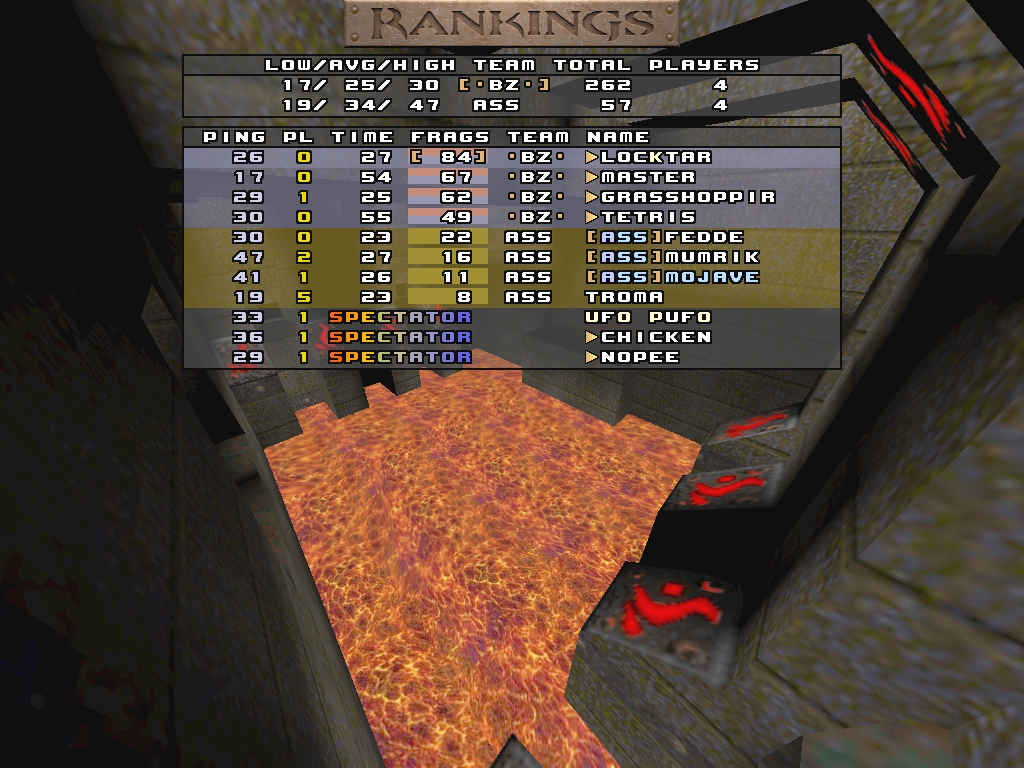 RANKINGS
LOW/AVG/HIGH TEAM TOTAL PLAYERS
17/ 25/ 30 [·BZ·] 262 4
19/ 34/ 47 ASS 57 4
PING PL TIME FRAGS TEAM NAME
26 0 27 [ 84] ·BZ· ▶LOCKTAR
17 0 54 67 ·BZ· ▶MASTER
29 1 25 62 ·BZ· ▶GRASSHOPPIR
30 0 55 49 ·BZ· ▶TETRIS
30 0 23 22 ASS [ASS]FEDDE
47 2 27 16 ASS [ASS]MUMRIK
41 1 26 11 ASS [ASS]MOJAVE
19 5 23 8 ASS TROMA
33 1 SPECTATOR UFO PUFO
36 1 SPECTATOR ▶CHICKEN
29 1 SPECTATOR ▶NOPEE